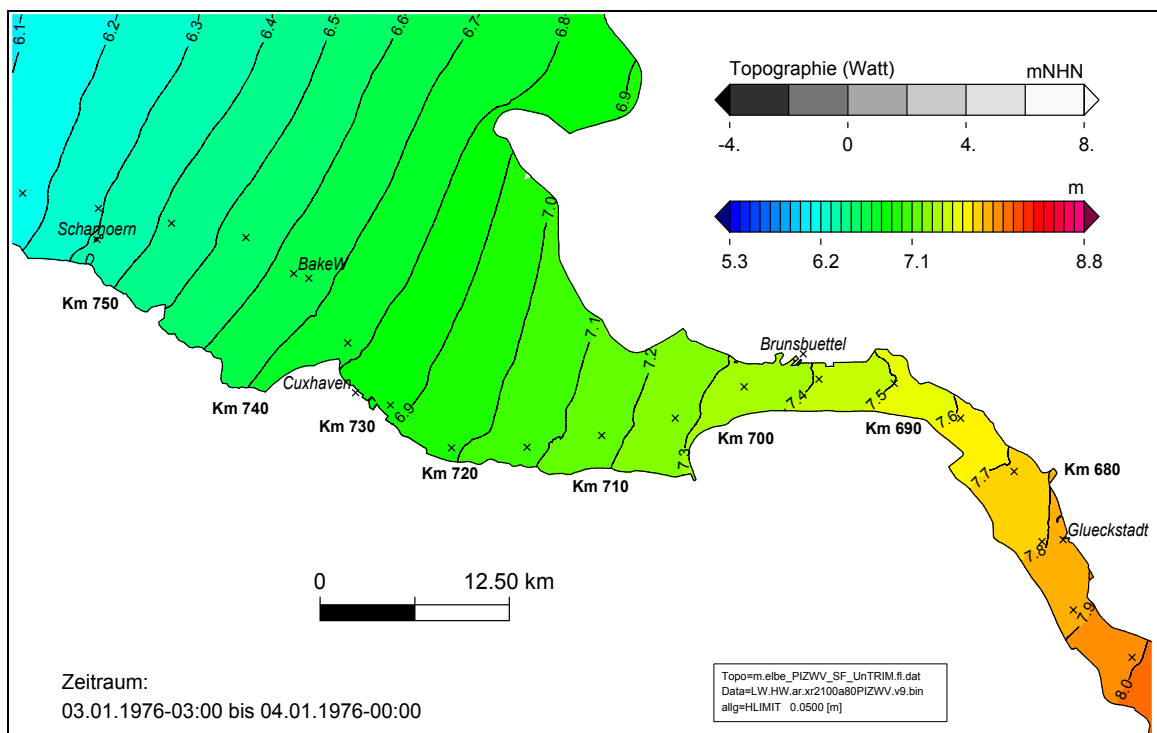 6.1
6.2
6.3
6.4
6.5
6.6
6.7
6.8
6.9
Topographie (Watt) mNHN
-4. 0 4. 8.
m
5.3 6.2 7.1 8.8
7.0
Scharhoern
BakeW
Km 750
7.1
7.2
Brunsbuettel
Cuxhaven
7.4
7.5
7.6
Km 740
6.9
Km 730
Km 700
Km 690
Km 720
7.3
Km 710
7.7
Km 680
Glueckstadt
7.8
0 12.50 km
7.9
8.0
Zeitraum:
03.01.1976-03:00 bis 04.01.1976-00:00
Topo=m.elbe_PIZWV_SF_UnTRIM.fl.dat
Data=LW.HW.ar.xr2100a80PIZWV.v9.bin
allg=HLIMIT 0.0500 [m]